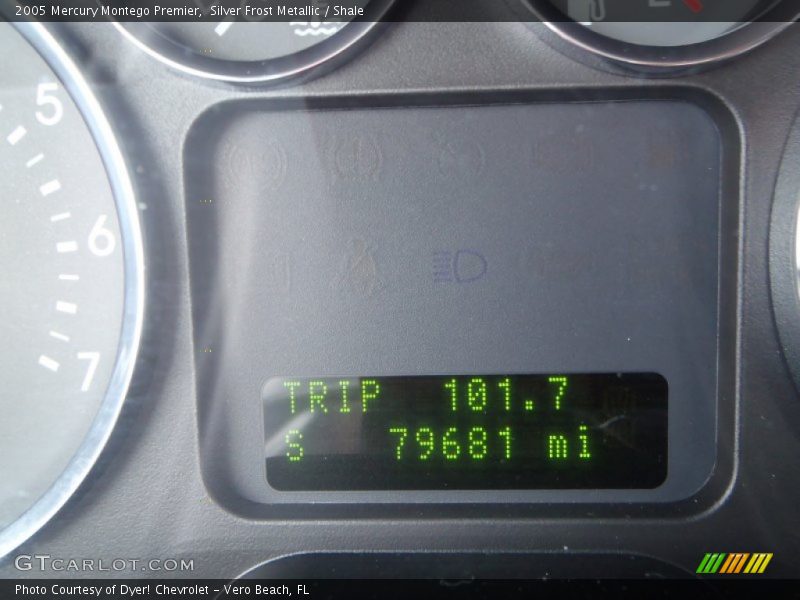 2005 Mercury Montego Premier,  Silver Frost Metallic / Shale
5
6
7
TRIP 101.7
S 79681 mi
GTCARLOT.COM
Photo Courtesy of Dyer! Chevrolet - Vero Beach, FL